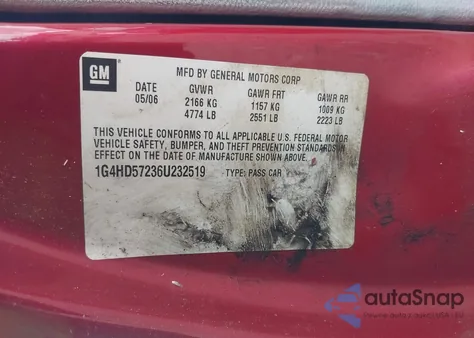 GM
MFD BY GENERAL MOTORS CORP
DATE GVWR GAWR FRT GAWR RR
05/06 2166 KG 1157 KG 1009 KG
4774 LB 2551 LB 2223 LB
THIS VEHICLE CONFORMS TO ALL APPLICABLE U.S. FEDERAL MOTOR
VEHICLE SAFETY, BUMPER, AND THEFT PREVENTION STANDARDS IN
EFFECT ON THE DATE OF MANUFACTURE SHOWN ABOVE.
1G4HD57236U232519 TYPE: PASS CAR
autoSnap